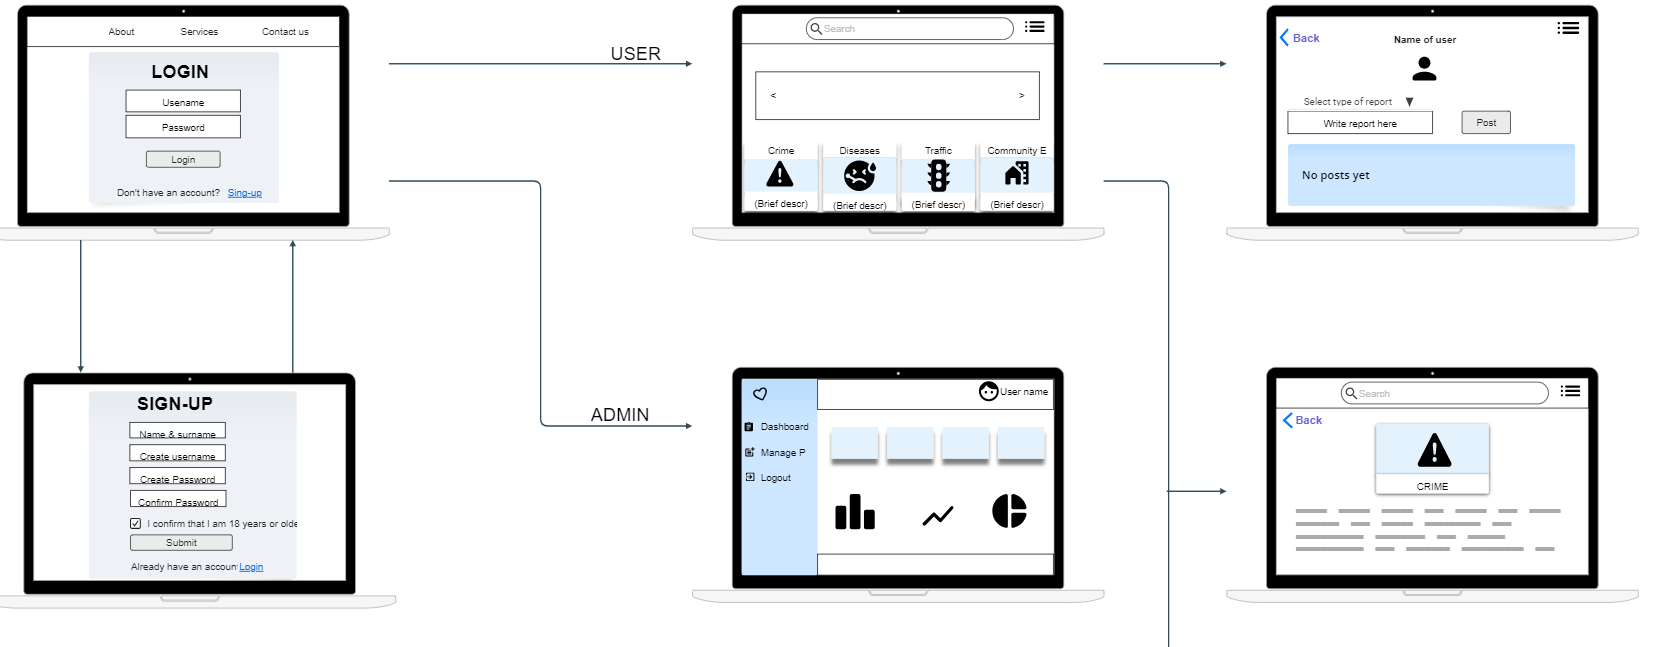 About Services Contact us
LOGIN
Usename
Password
Login
Don't have an account? Sing-up
USER
Search
< >
Crime Diseases Traffic Community E
(Brief descr) (Brief descr) (Brief descr) (Brief descr)
Back
Name of user
Select type of report
Write report here Post
No posts yet
SIGN-UP
Name & surname
Create username
Create Password
Confirm Password
I confirm that I am 18 years or olde
Submit
Already have an accoun Login
ADMIN
User name
Dashboard
Manage P
Logout
Search
Back
CRIME